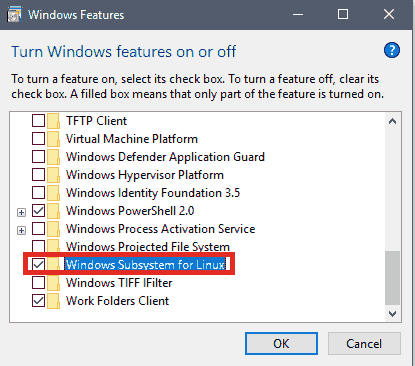 Windows Features
Turn Windows features on or off
?
To turn a feature on, select its check box. To turn a feature off, clear its
check box. A filled box means that only part of the feature is turned on.
TFTP Client
Virtual Machine Platform
Windows Defender Application Guard
Windows Hypervisor Platform
Windows Identity Foundation 3.5
Windows PowerShell 2.0
Windows Process Activation Service
Windows Projected File System
Windows Subsystem for Linux
Windows TIFF IFilter
Work Folders Client
OK Cancel